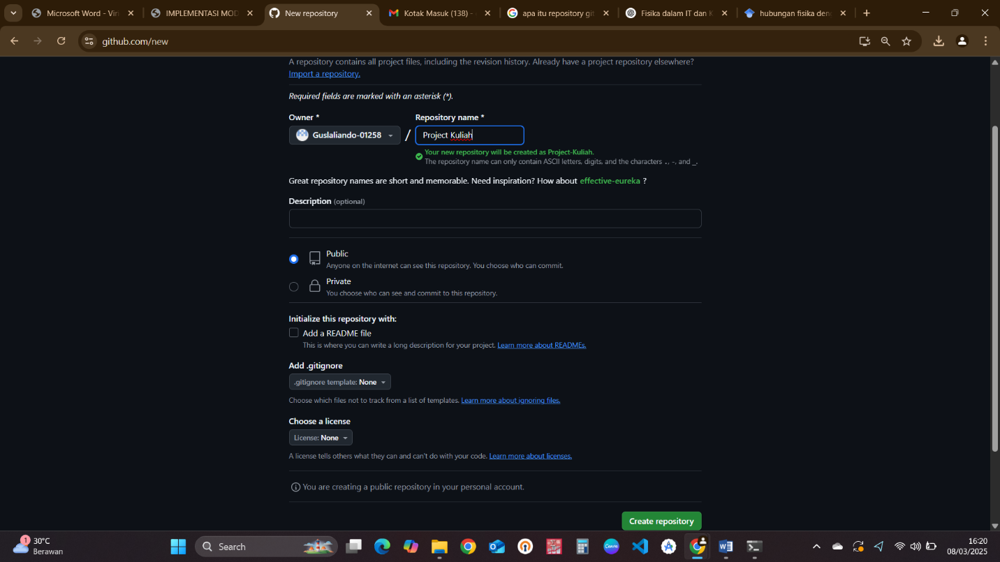 Microsoft Word - Viri
IMPLEMENTASI MOD
New repository
Kotak Masuk (138) -
apa itu repository git
Fisika dalam IT dan K
hubungan fisika den
github.com/new
A repository contains all project files, including the revision history. Already have a project repository elsewhere?
Import a repository.
Required fields are marked with an asterisk (*).
Owner *
Repository name *
Guslaliando-01258
/
Project Kuliah
Your new repository will be created as Project-Kuliah.
The repository name can only contain ASCII letters, digits, and the characters ., -, and _.
Great repository names are short and memorable. Need inspiration? How about effective-eureka ?
Description (optional)
Public
Anyone on the internet can see this repository. You choose who can commit.
Private
You choose who can see and commit to this repository.
Initialize this repository with:
Add a README file
This is where you can write a long description for your project. Learn more about READMEs.
Add .gitignore
.gitignore template: None
Choose which files not to track from a list of templates. Learn more about ignoring files.
Choose a license
License: None
A license tells others what they can and can't do with your code. Learn more about licenses.
You are creating a public repository in your personal account.
Create repository
1
30°C
Berawan
Search
Canva
16:20
08/03/2025